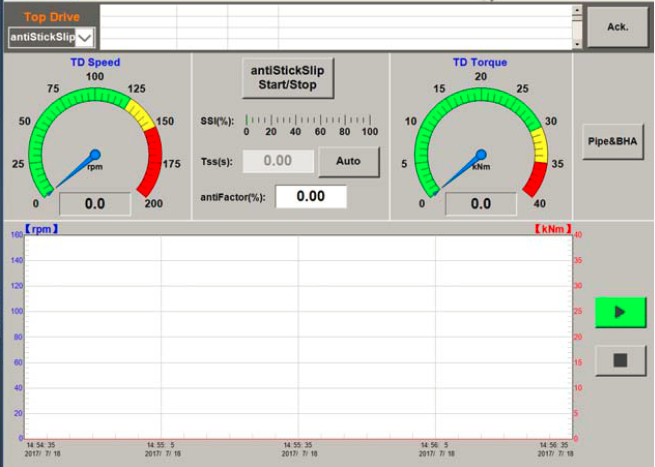 Top Drive
antiStickSlip
Ack.
TD Speed
0
25
50
75
100
125
150
175
200
rpm
0.0
antiStickSlip
Start/Stop
SSI(%):
0 20 40 60 80 100
Tss(s):
0.00
Auto
antiFactor(%):
0.00
TD Torque
0
5
10
15
20
25
30
35
40
kNm
0.0
Pipe&BHA
【rpm】
【kNm】
160
140
120
100
80
60
40
20
0
40
35
30
25
20
15
10
5
0
14:54:35
2017/ 7/ 18
14:55: 5
2017/ 7/ 18
14:55:35
2017/ 7/ 18
14:56: 5
2017/ 7/ 18
14:56:35
2017/ 7/ 18